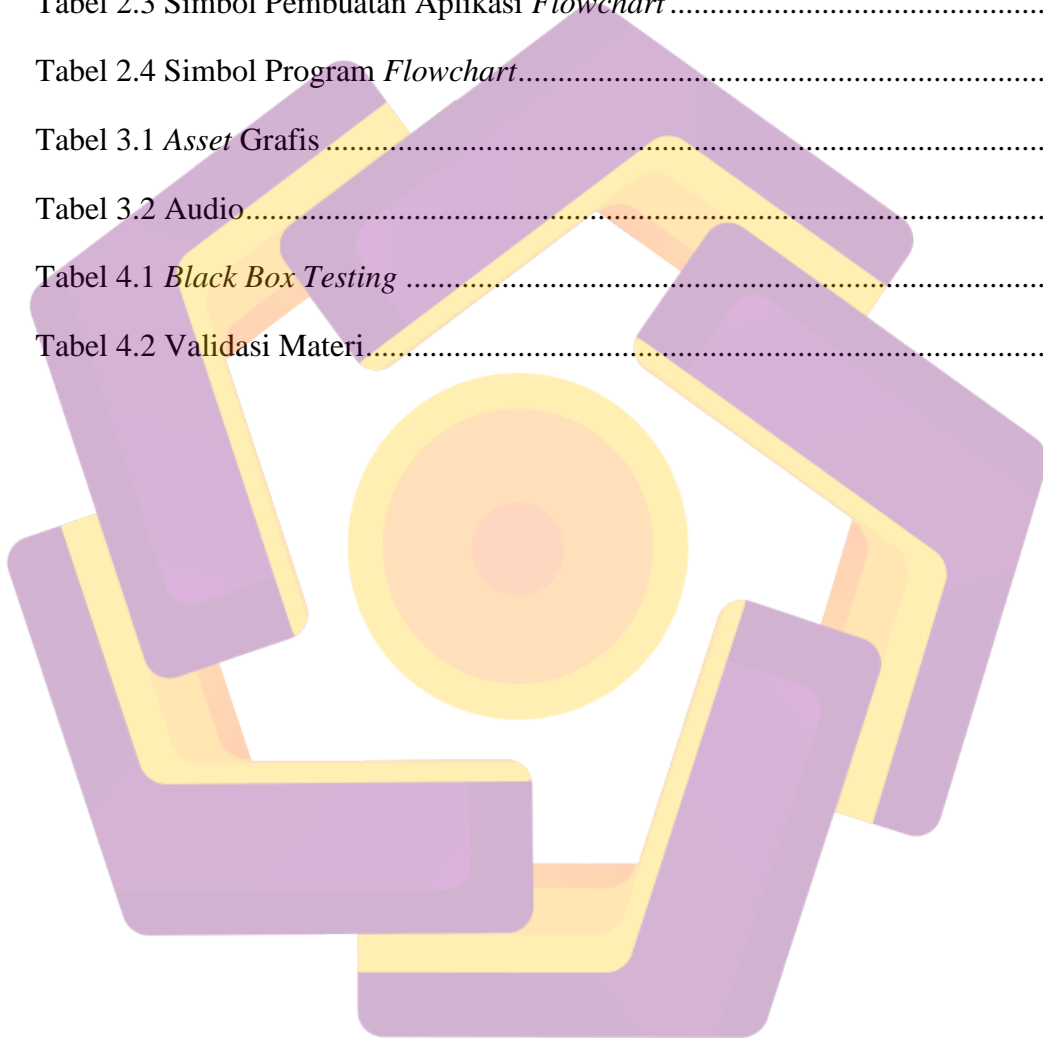 Tabel 2.3 Simbol Pembuatan Aplikasi Flowchart................................................
Tabel 2.4 Simbol Program Flowchart.....................................................................
Tabel 3.1 Asset Grafis..............................................................................................
Tabel 3.2 Audio.........................................................................................................
Tabel 4.1 Black Box Testing ....................................................................................
Tabel 4.2 Validasi Materi.........................................................................................